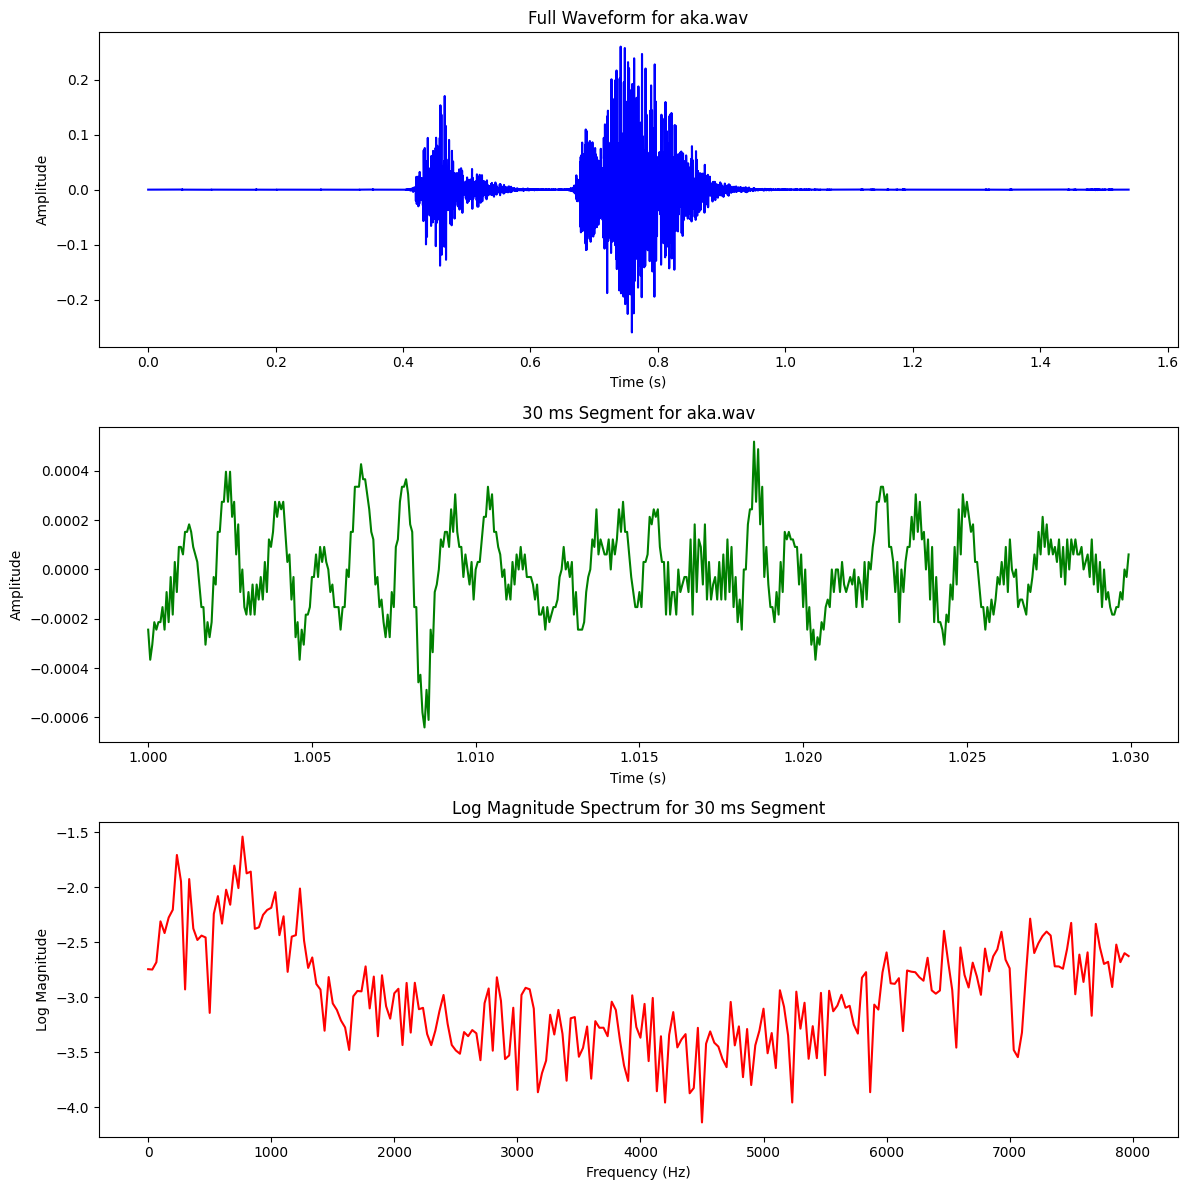 Full Waveform for aka.wav
Amplitude
0.2
0.1
0.0
−0.1
−0.2
0.0 0.2 0.4 0.6 0.8 1.0 1.2 1.4 1.6
Time (s)
30 ms Segment for aka.wav
Amplitude
0.0004
0.0002
0.0000
−0.0002
−0.0004
−0.0006
1.000 1.005 1.010 1.015 1.020 1.025 1.030
Time (s)
Log Magnitude Spectrum for 30 ms Segment
Log Magnitude
−1.5
−2.0
−2.5
−3.0
−3.5
−4.0
0 1000 2000 3000 4000 5000 6000 7000 8000
Frequency (Hz)